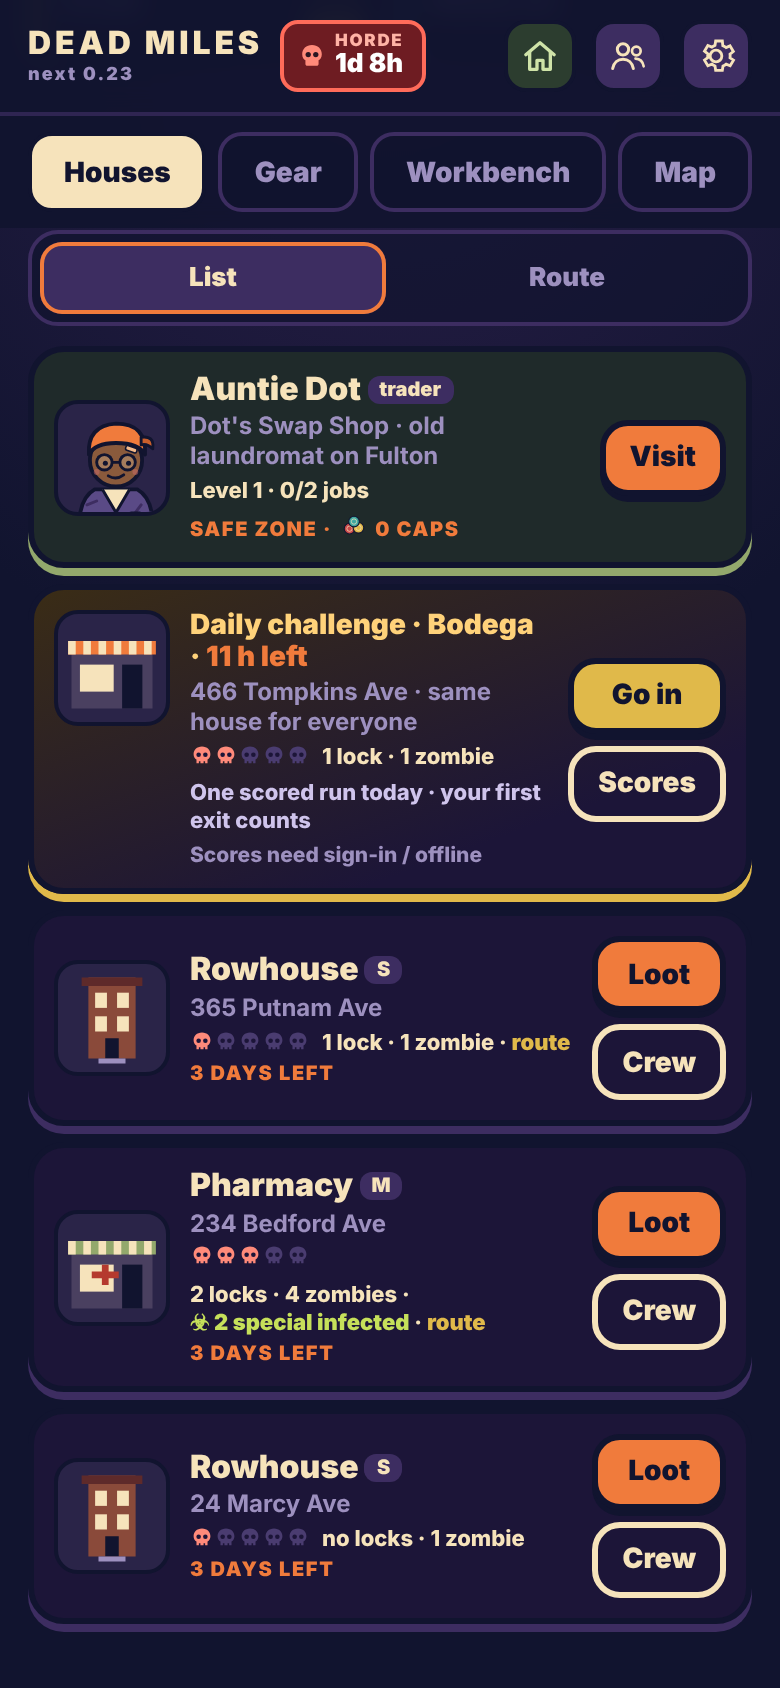 DEAD MILES
next 0.23
HORDE
1d 8h
Houses
Gear
Workbench
Map
List
Route
Auntie Dot trader
Dot's Swap Shop · old
laundromat on Fulton
Level 1 · 0/2 jobs
SAFE ZONE · 0 CAPS
Visit
Daily challenge · Bodega
· 11 h left
466 Tompkins Ave · same
house for everyone
1 lock · 1 zombie
One scored run today · your first
exit counts
Scores need sign-in / offline
Go in
Scores
Rowhouse S
365 Putnam Ave
1 lock · 1 zombie · route
3 DAYS LEFT
Loot
Crew
Pharmacy M
234 Bedford Ave
2 locks · 4 zombies ·
☣ 2 special infected · route
3 DAYS LEFT
Loot
Crew
Rowhouse S
24 Marcy Ave
no locks · 1 zombie
3 DAYS LEFT
Loot
Crew